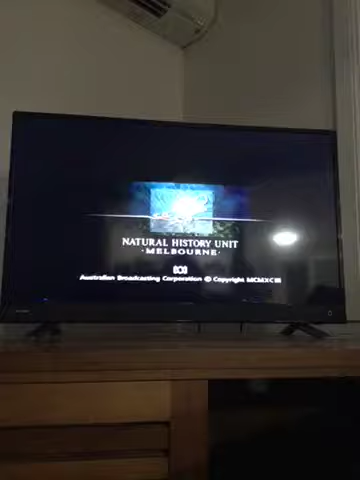 NATURAL HISTORY UNIT
·MELBOURNE·
Australian Broadcasting Corporation © Copyright MCMXCIII